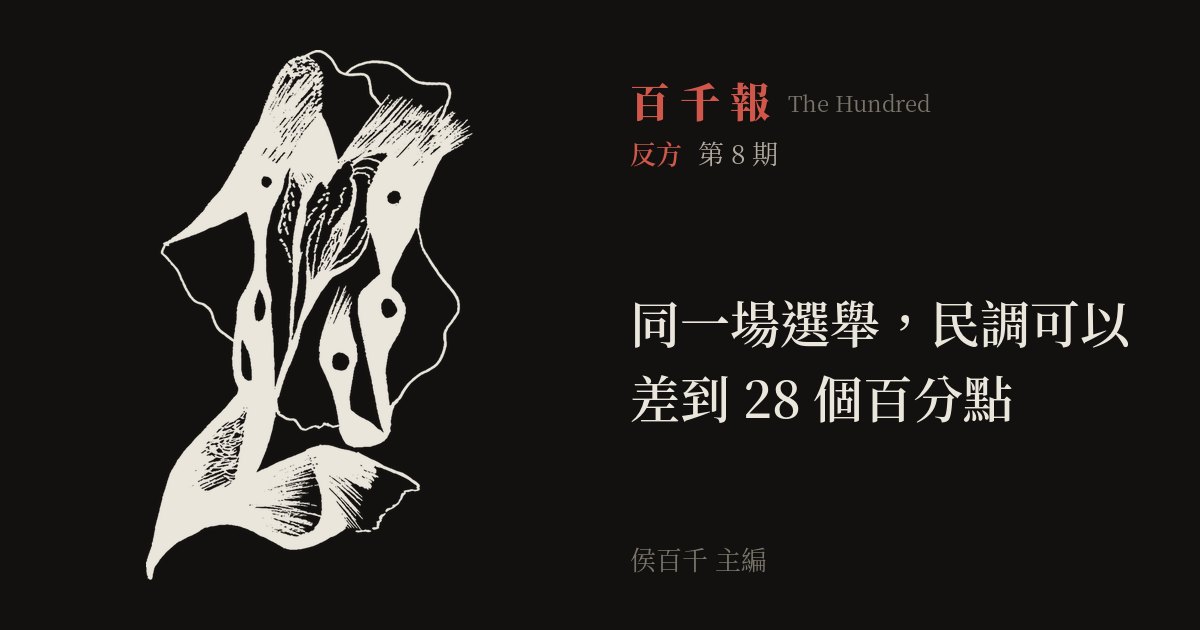 百千報 The Hundred
反方 第 8 期
同一場選舉，民調可以
差到 28 個百分點
侯百千 主編